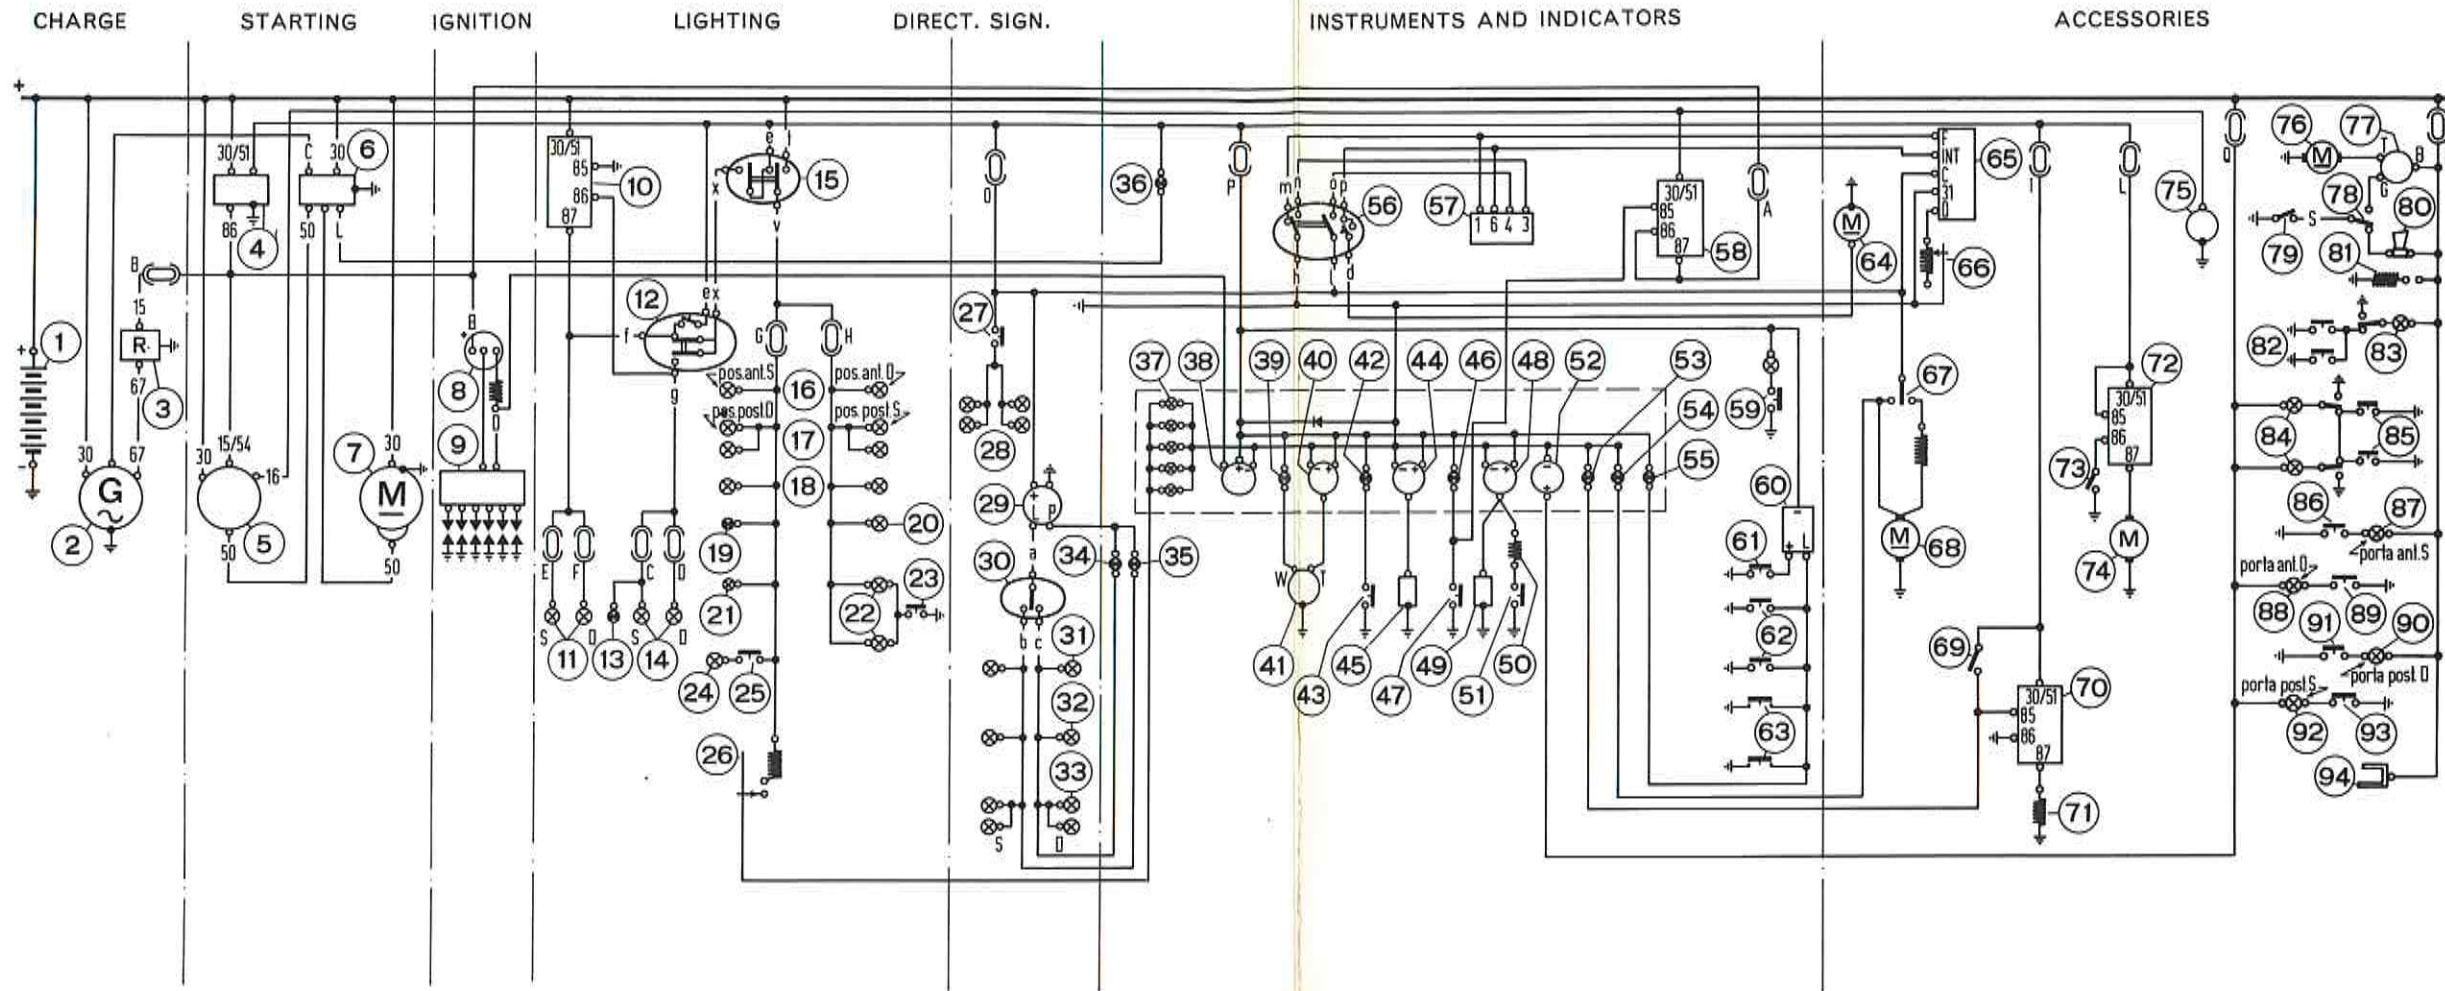 CHARGE STARTING IGNITION LIGHTING DIRECT. SIGN. INSTRUMENTS AND INDICATORS ACCESSORIES
+
30/51 C 30 6
86 50 L
4
B
15
R
67
3
+ 1
-
30 67
G
2
30 15/54 16
50
5
7
30
M
50
B
+
8
D
9
30/51
85
86
87
10
e l
x
15
v
12
e x
f
g
G H
pos.ant.S 16 pos.ant.D
pos.post.D pos.post.S
17
18
19 20
21 22 23
24 25
26
E F C D
S D S D
11 13 14
O
27
28
29
+ P
a
30
b c
31
32
33
S D
34 35
36
P
37 38 39 40 42 44 46 48 52 53 54 55
W T
41 43 45 47 49 51 50
m n o p
56
h i d
57
1 6 4 3
30/51
85
86
87
58
A
59
60
-
+ L
61
62
63
M 64
F
INT
C
31
D
65
66
67
M 68
69
I
30/51
85
86
87
70
71
L
72
30/51
85
86
87
73
M
74
75
Q
76 77
M T B
G
78
79 S 80
81
82 83
84 85
86 87
porta ant.S
porta ant.D
88 89
91 90
porta post.D
porta post.S
92 93
94